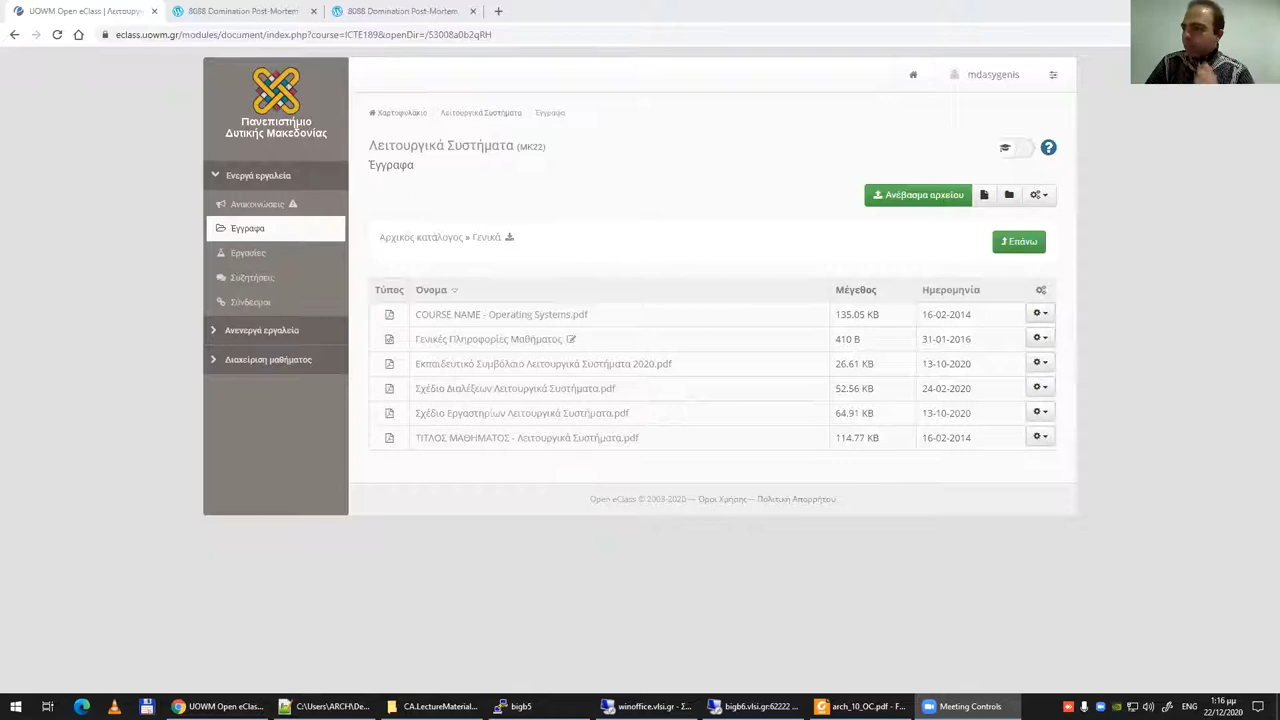 UOWM Open eClass | Λειτουργι
8088 Domination Post-Mortem
8088 Domination Post-Mortem,
eclass.uowm.gr/modules/document/index.php?course=ICTE189&openDir=/53008a0b2qRH
Πανεπιστήμιο
Δυτικής Μακεδονίας
mdasygenis
Ενεργά εργαλεία
Ανακοινώσεις
Έγγραφα
Εργασίες
Συζητήσεις
Σύνδεσμοι
Ανενεργά εργαλεία
Διαχείριση μαθήματος
Χαρτοφυλάκιο Λειτουργικά Συστήματα Έγγραφα
Λειτουργικά Συστήματα (MK22)
Έγγραφα
Ανέβασμα αρχείου
Αρχικός κατάλογος » Γενικά
Επάνω
Τύπος Όνομα Μέγεθος Ημερομηνία
COURSE NAME - Operating Systems.pdf 135.05 KB 16-02-2014
Γενικές Πληροφορίες Μαθήματος 410 B 31-01-2016
Εκπαιδευτικό Συμβόλαιο Λειτουργικά Συστήματα 2020.pdf 26.61 KB 13-10-2020
Σχέδιο Διαλέξεων Λειτουργικά Συστήματα.pdf 52.56 KB 24-02-2020
Σχέδιο Εργαστηρίων Λειτουργικά Συστήματα.pdf 64.91 KB 13-10-2020
ΤΙΤΛΟΣ ΜΑΘΗΜΑΤΟΣ - Λειτουργικά Συστήματα.pdf 114.77 KB 16-02-2014
Open eClass © 2003-2020 — Όροι Χρήσης — Πολιτική Απορρήτου
UOWM Open eClas...
C:\Users\ARCH\De...
CA.LectureMaterial...
bigb5
winoffice.vlsi.gr - Σ...
bigb6.vlsi.gr:62222 ...
arch_10_OC.pdf - F...
Meeting Controls
ENG
1:16 μμ
22/12/2020